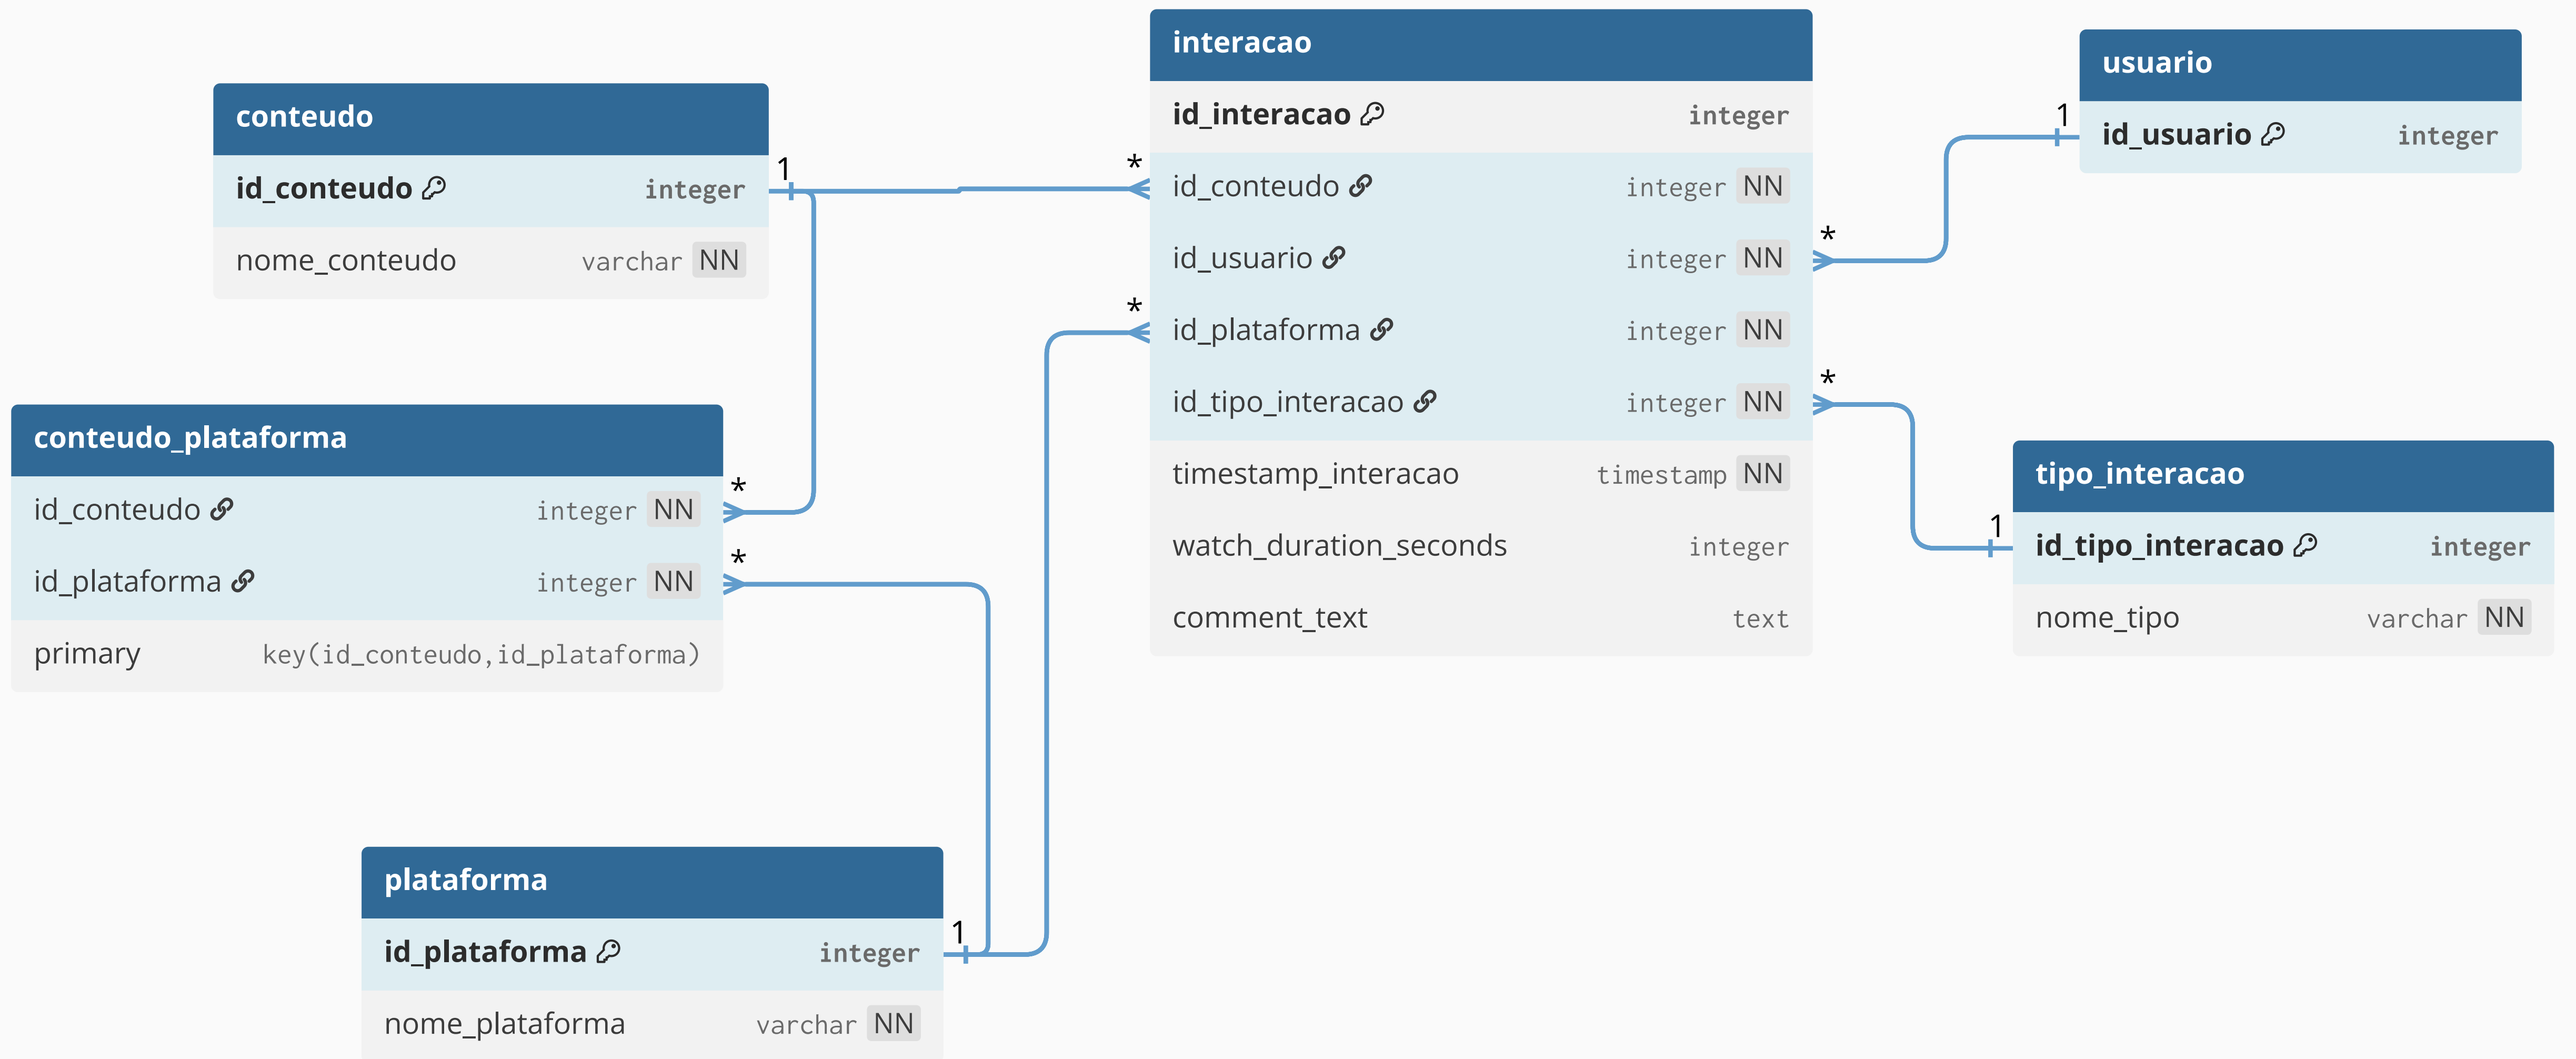 conteudo
id_conteudo integer
nome_conteudo varchar NN
conteudo_plataforma
id_conteudo integer NN
id_plataforma integer NN
primary key(id_conteudo,id_plataforma)
plataforma
id_plataforma integer
nome_plataforma varchar NN
interacao
id_interacao integer
id_conteudo integer NN
id_usuario integer NN
id_plataforma integer NN
id_tipo_interacao integer NN
timestamp_interacao timestamp NN
watch_duration_seconds integer
comment_text text
usuario
id_usuario integer
tipo_interacao
id_tipo_interacao integer
nome_tipo varchar NN
1
*
*
*
*
1
1
*
*
1